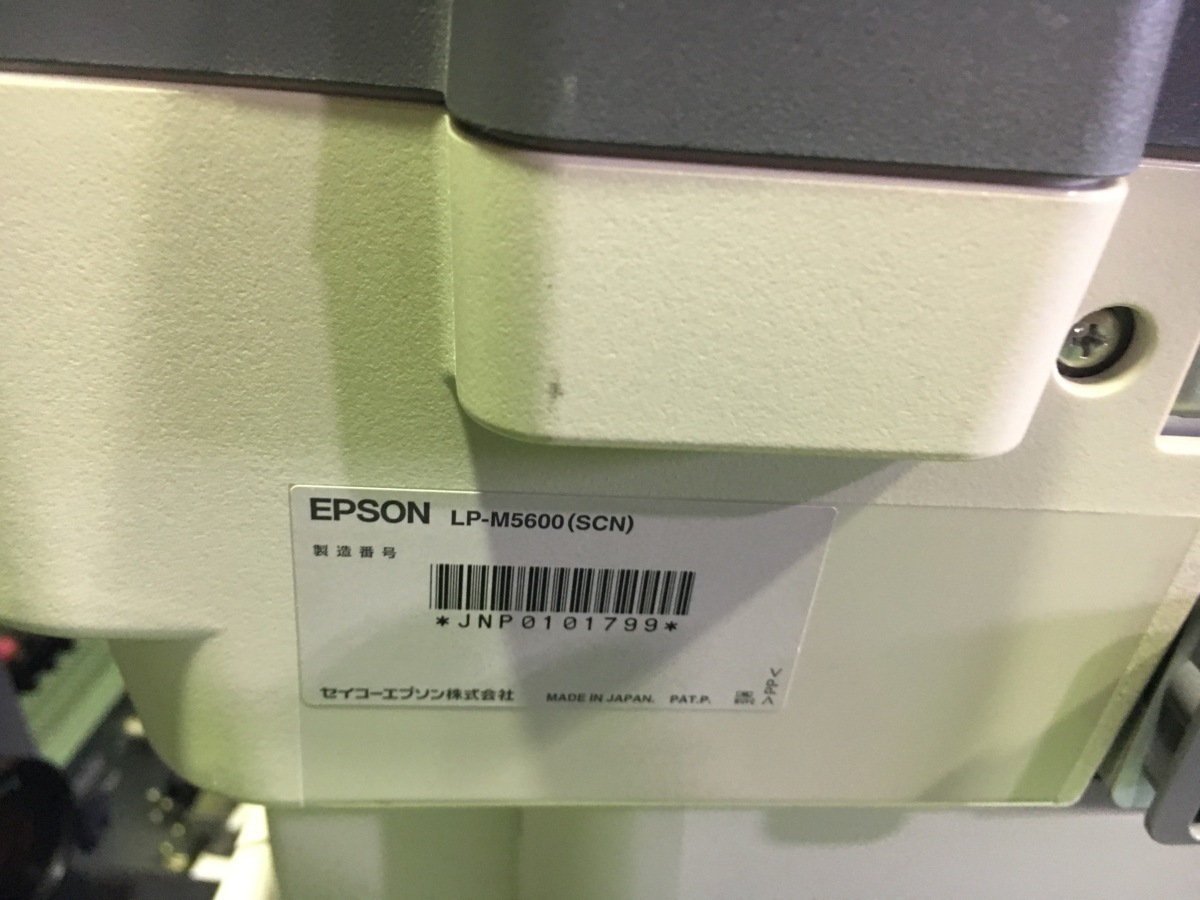 EPSON LP-M5600(SCN)
製造番号
*JNP0101799*
セイコーエプソン株式会社 MADE IN JAPAN. PAT.P.
>PP<